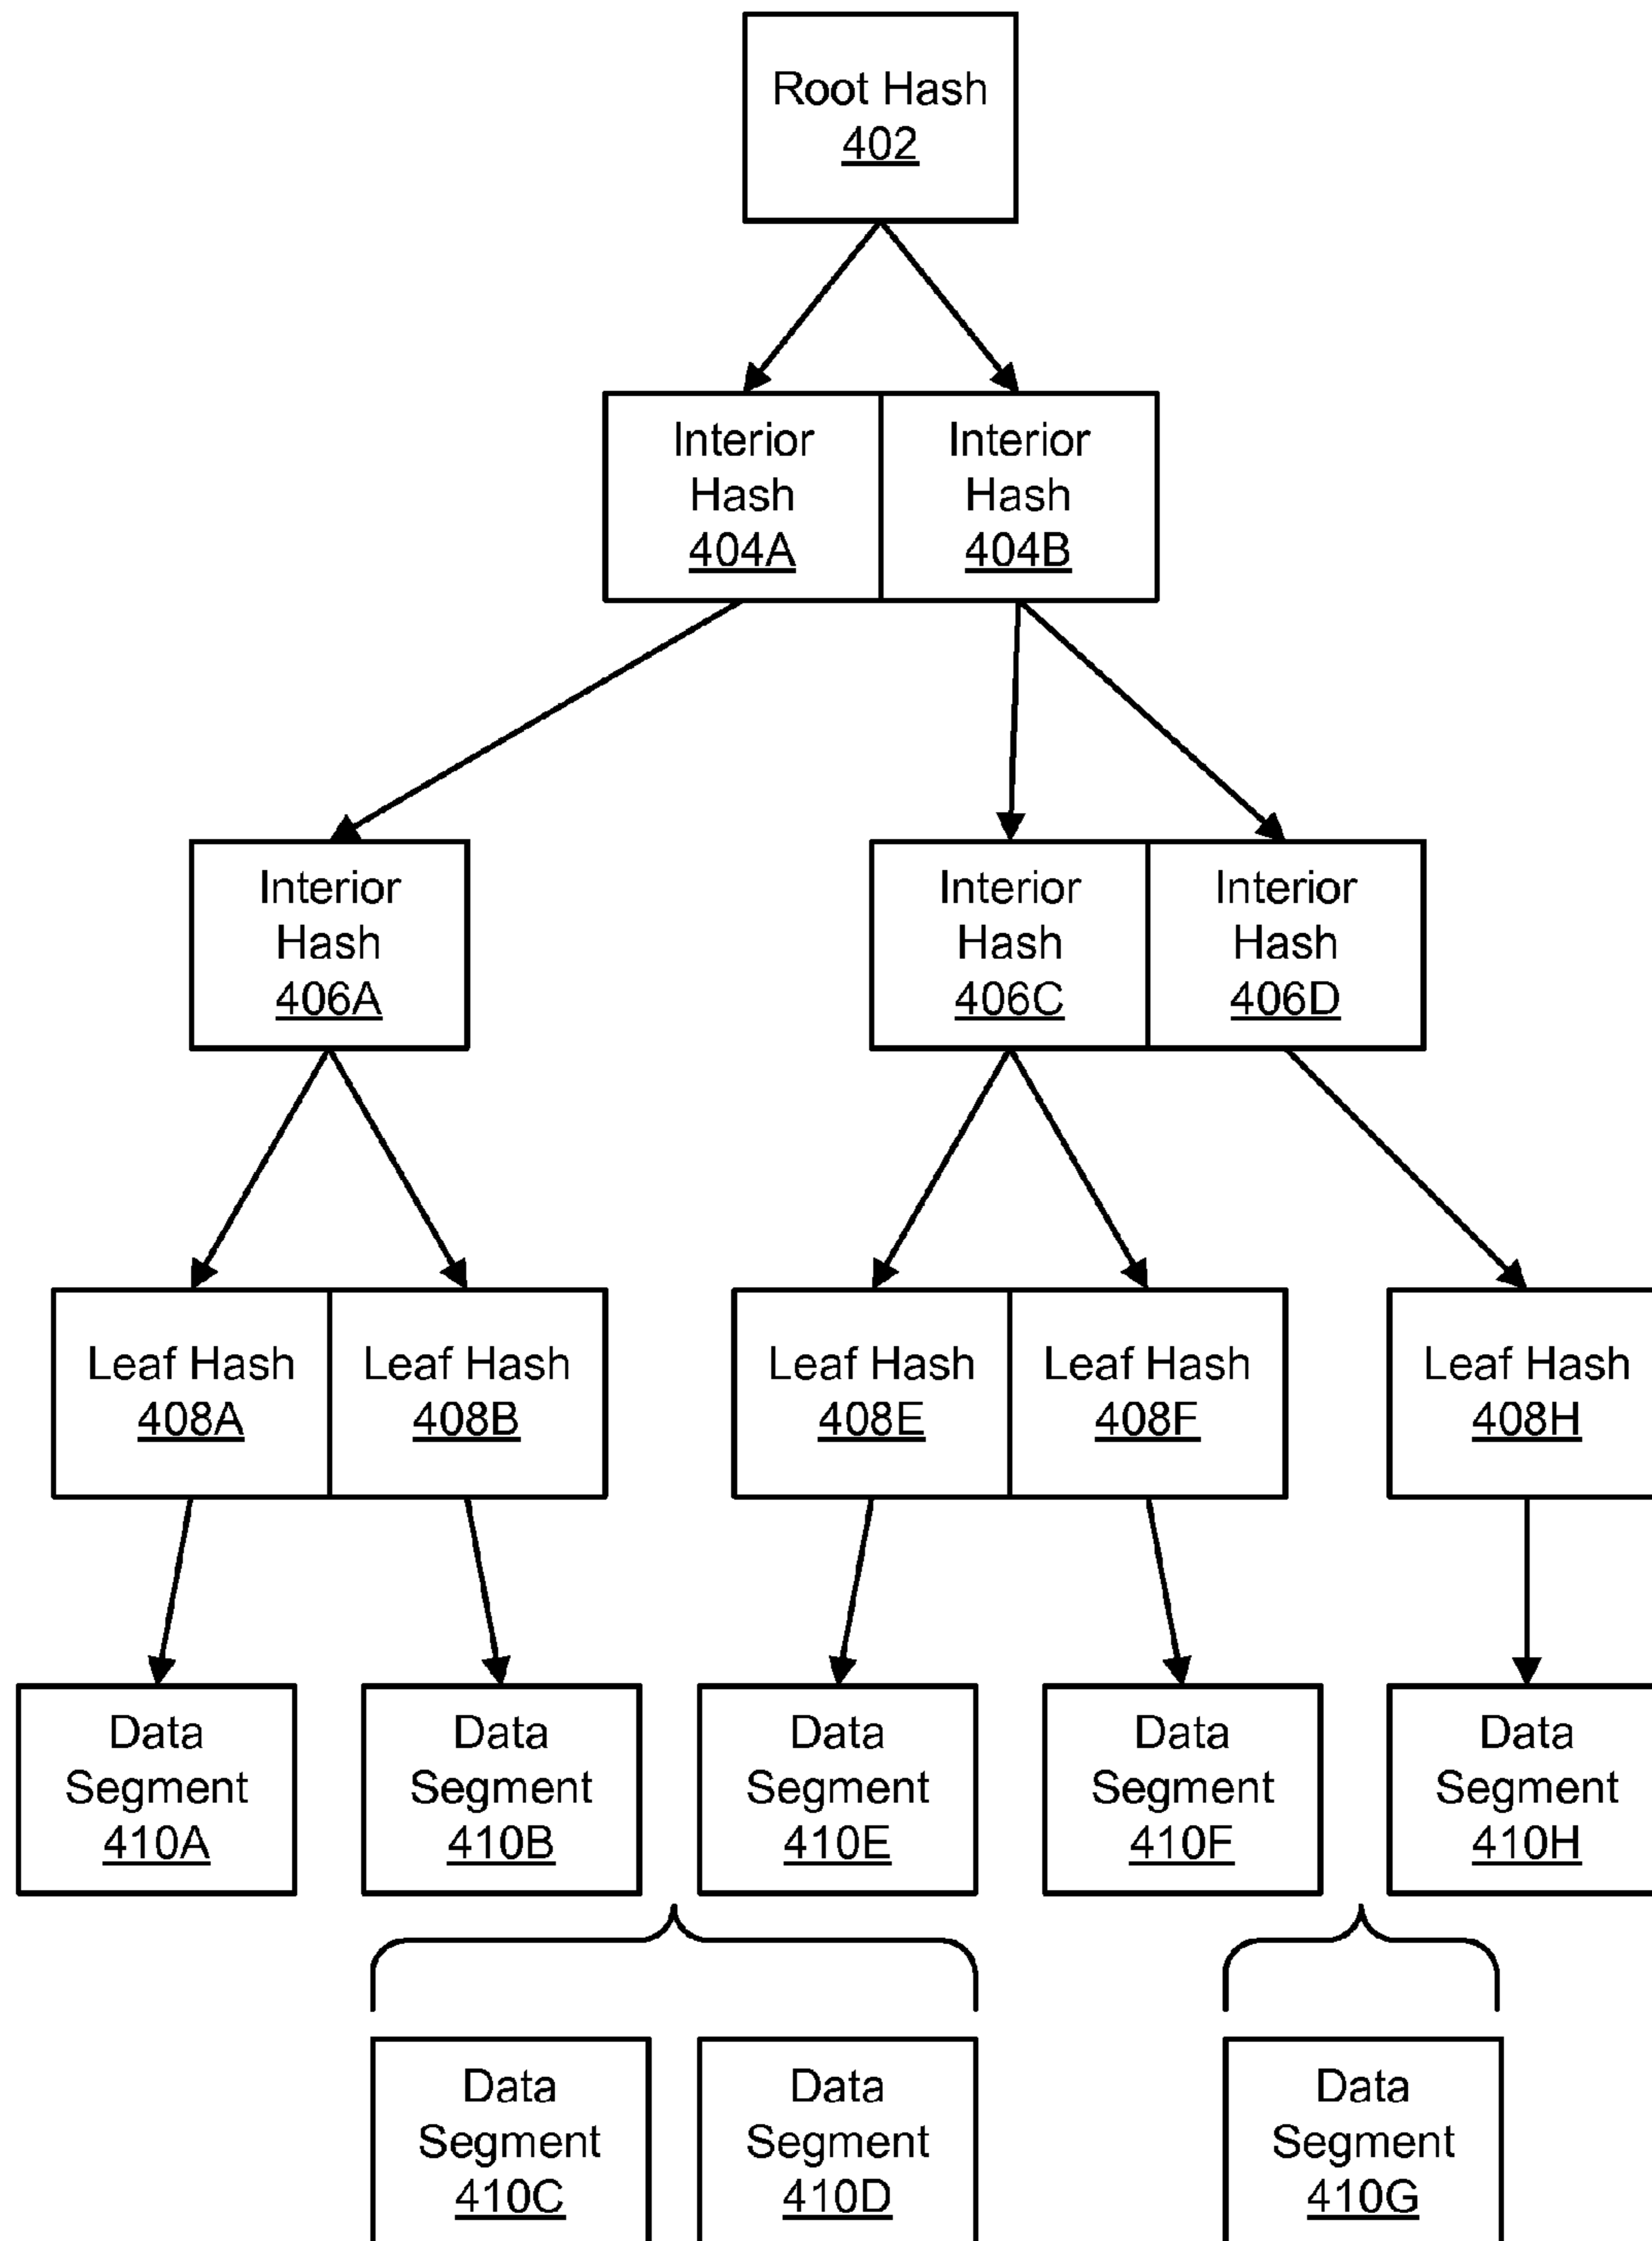 Root Hash
402
Interior
Hash
404A
Interior
Hash
404B
Interior
Hash
406A
Interior
Hash
406C
Interior
Hash
406D
Leaf Hash
408A
Leaf Hash
408B
Leaf Hash
408E
Leaf Hash
408F
Leaf Hash
408H
Data
Segment
410A
Data
Segment
410B
Data
Segment
410E
Data
Segment
410F
Data
Segment
410H
Data
Segment
410C
Data
Segment
410D
Data
Segment
410G